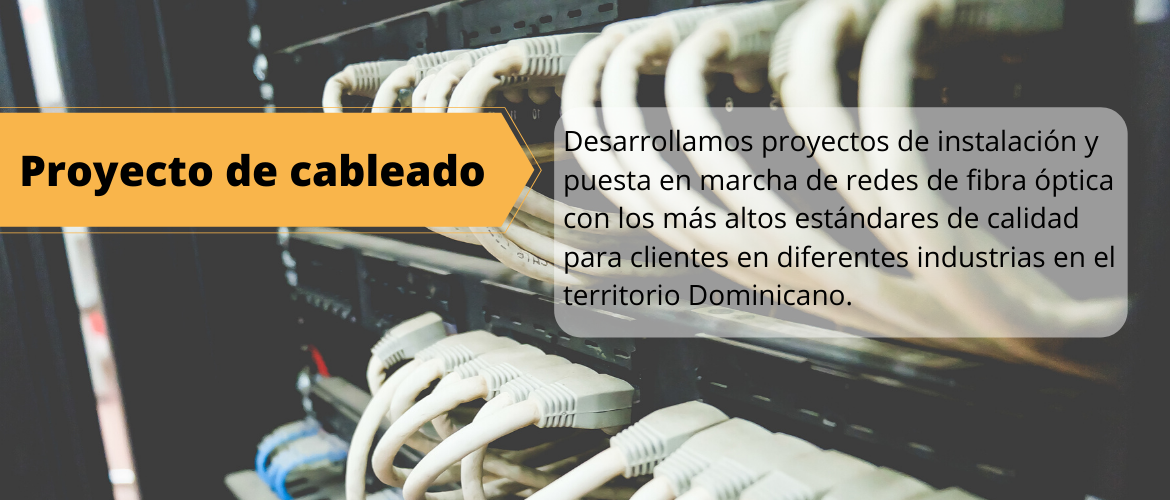 Proyecto de cableado
Desarrollamos proyectos de instalación y
puesta en marcha de redes de fibra óptica
con los más altos estándares de calidad
para clientes en diferentes industrias en el
territorio Dominicano.